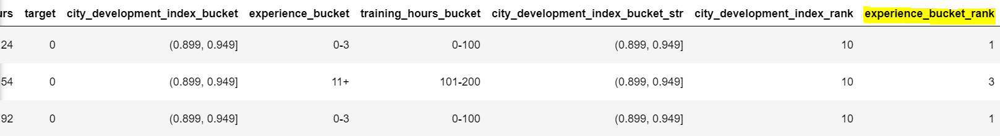 urs target city_development_index_bucket experience_bucket training_hours_bucket city_development_index_bucket_str city_development_index_rank experience_bucket_rank
24 0 (0.899, 0.949] 0-3 0-100 (0.899, 0.949] 10 1
54 0 (0.899, 0.949] 11+ 101-200 (0.899, 0.949] 10 3
92 0 (0.899, 0.949] 0-3 0-100 (0.899, 0.949] 10 1